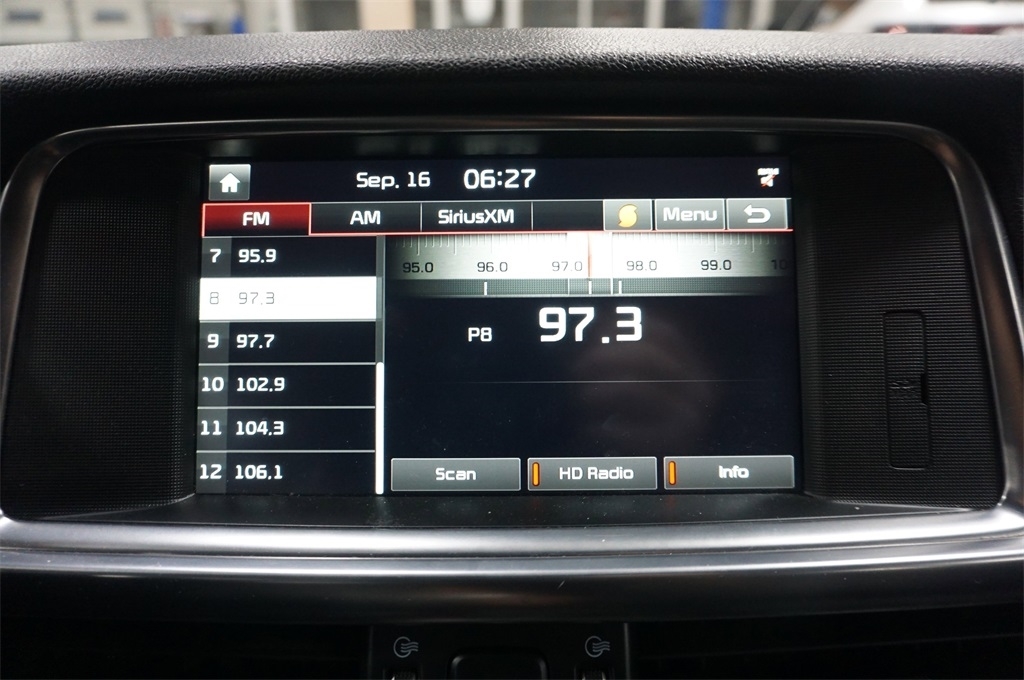 Sep. 16 06:27
FM AM SiriusXM Menu
7 95.9
8 97.3
9 97.7
10 102.9
11 104.3
12 106.1
95.0 96.0 97.0 98.0 99.0
P8 97.3
Scan HD Radio Info